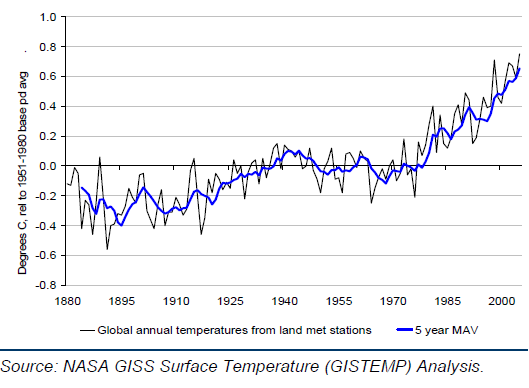 Degrees C, ret to 1951-1980 base pd avg .
1.0
0.8
0.6
0.4
0.2
0.0
-0.2
-0.4
-0.6
-0.8
1880 1895 1910 1925 1940 1955 1970 1985 2000
Global annual temperatures from land met stations 5 year MAV
Source: NASA GISS Surface Temperature (GISTEMP) Analysis.